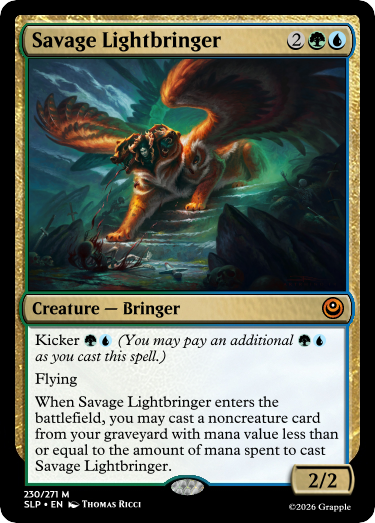 Savage Lightbringer 2
Creature — Bringer
Kicker (You may pay an additional
as you cast this spell.)
Flying
When Savage Lightbringer enters the
battlefield, you may cast a noncreature card
from your graveyard with mana value less than
or equal to the amount of mana spent to cast
Savage Lightbringer.
2/2
230/271 M
SLP • EN Thomas Ricci
©2026 Grapple